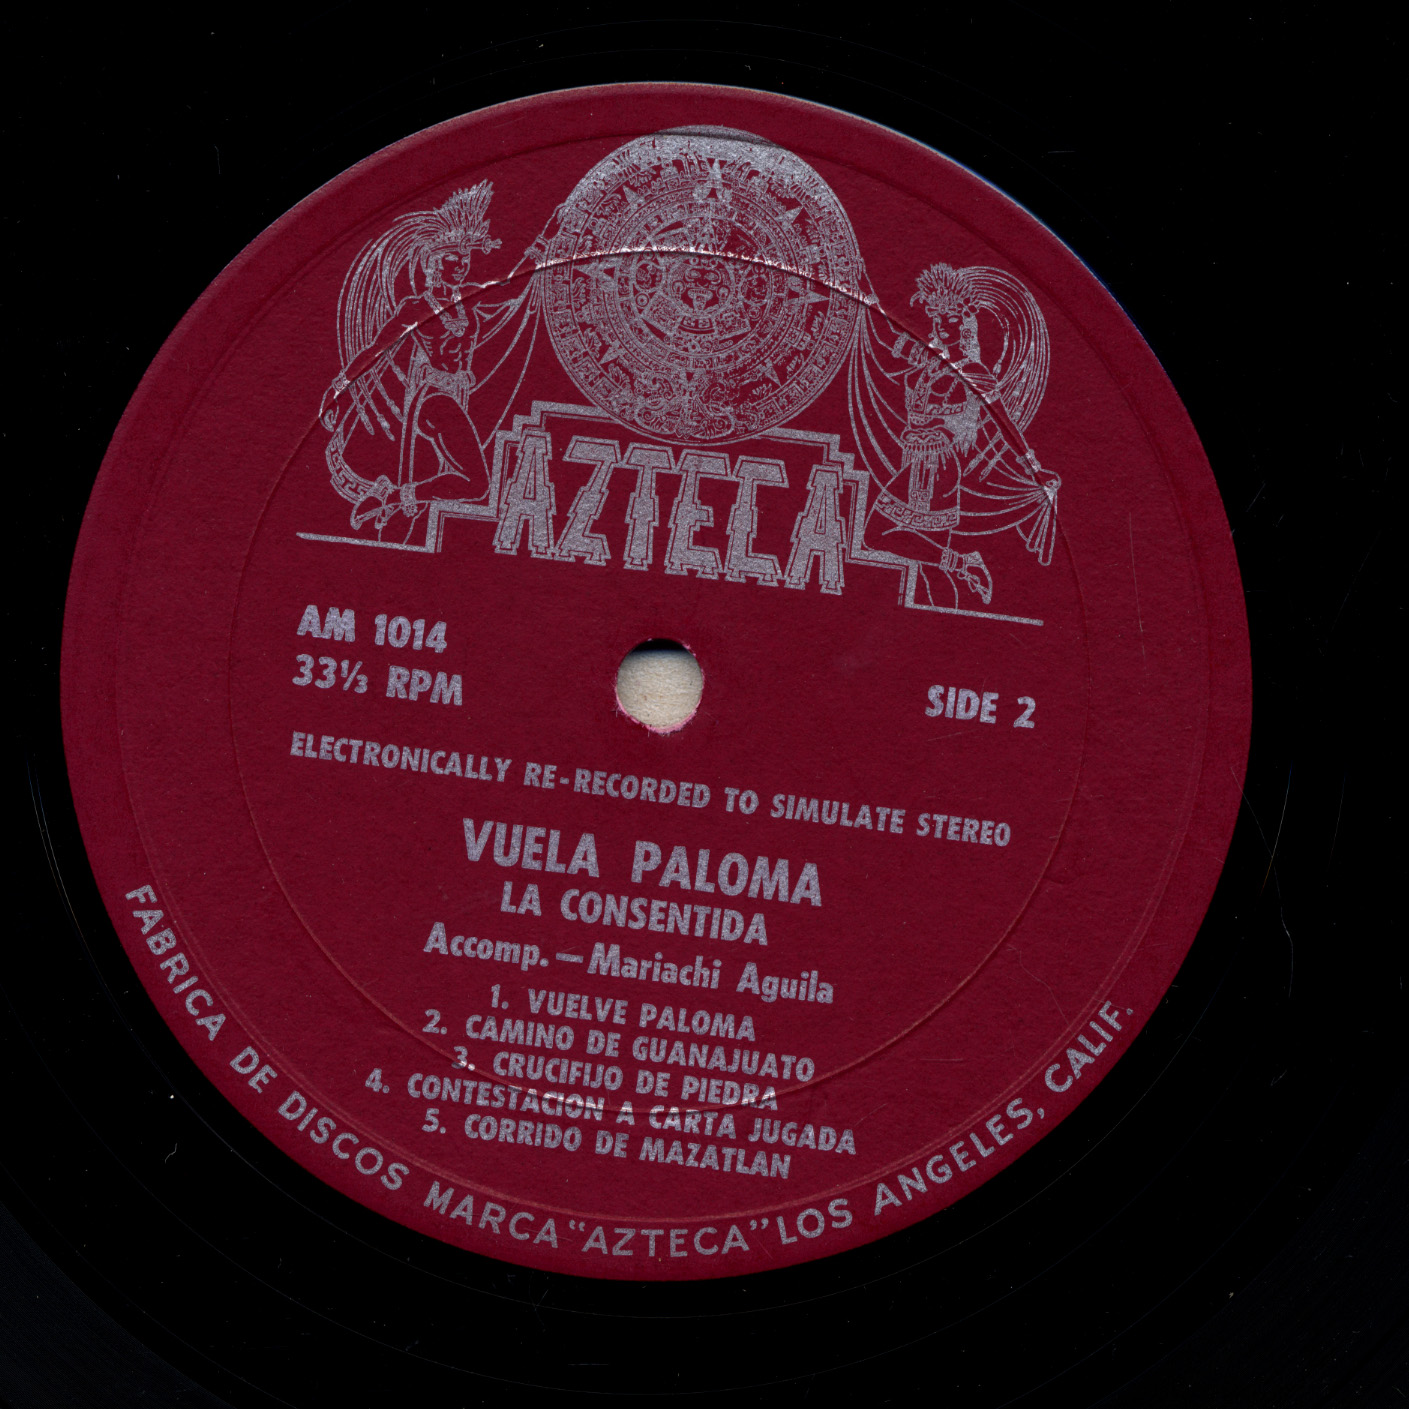 AZTECA
AM 1014
33⅓ RPM
SIDE 2
ELECTRONICALLY RE-RECORDED TO SIMULATE STEREO
VUELA PALOMA
LA CONSENTIDA
Accomp.—Mariachi Aguila
1. VUELVE PALOMA
2. CAMINO DE GUANAJUATO
3. CRUCIFIJO DE PIEDRA
4. CONTESTACION A CARTA JUGADA
5. CORRIDO DE MAZATLAN
FABRICA DE DISCOS MARCA “AZTECA” LOS ANGELES, CALIF.